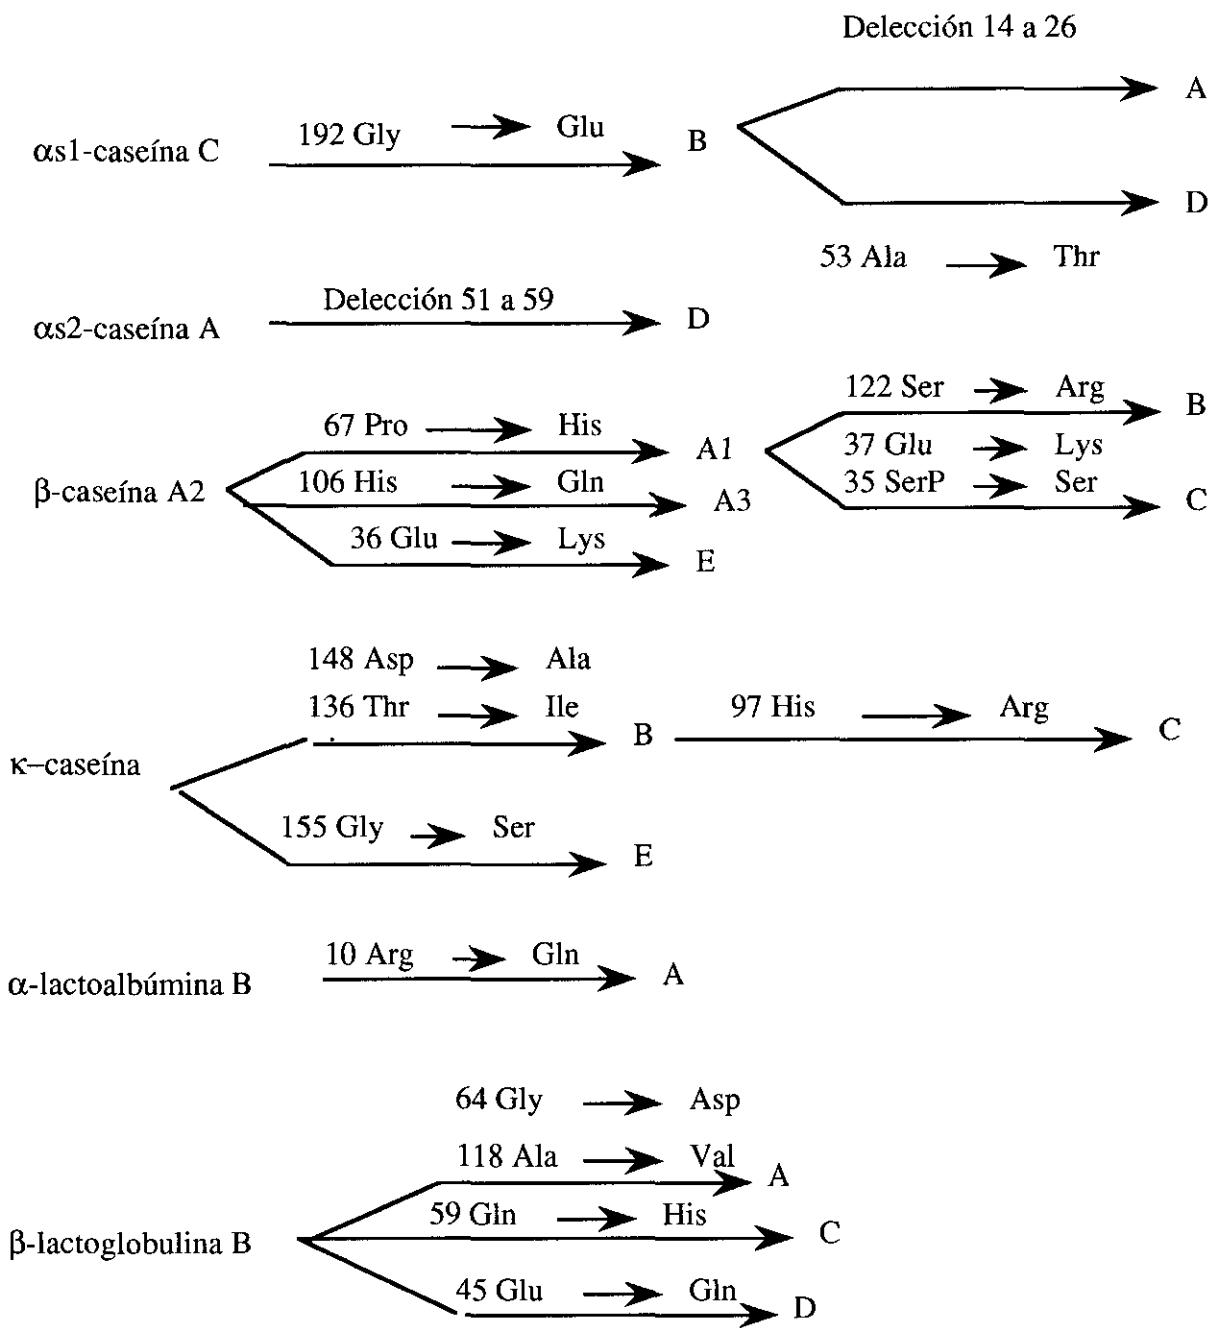 Delección 14 a 26
A
192 Gly Glu
αs1-caseína C B
D
53 Ala Thr
Delección 51 a 59
αs2-caseína A D
122 Ser Arg
B
67 Pro His
A1 37 Glu Lys
106 His Gln 35 SerP Ser
β-caseína A2 A3 C
36 Glu Lys
E
148 Asp Ala
136 Thr Ile 97 His Arg
B C
κ–caseína
155 Gly Ser
E
10 Arg Gln
α-lactoalbúmina B A
64 Gly Asp
118 Ala Val
A
59 Gln His
β-lactoglobulina B C
45 Glu Gln
D